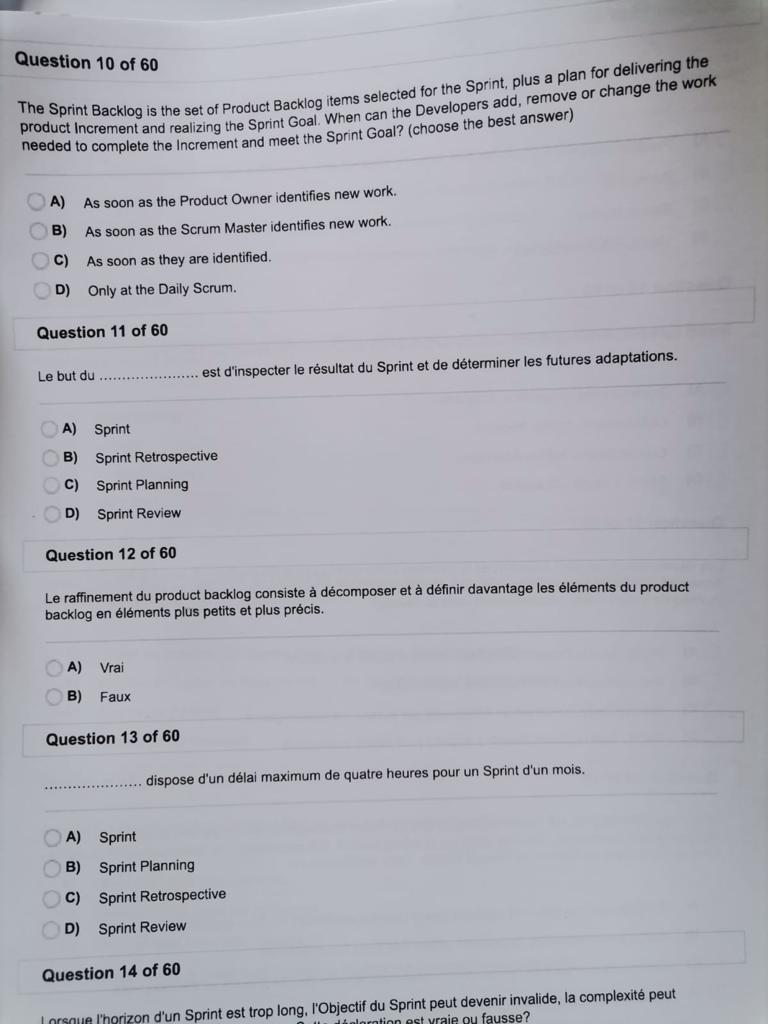 Question 10 of 60
The Sprint Backlog is the set of Product Backlog items selected for the Sprint, plus a plan for delivering the
product Increment and realizing the Sprint Goal. When can the Developers add, remove or change the work
needed to complete the Increment and meet the Sprint Goal? (choose the best answer)
A) As soon as the Product Owner identifies new work.
B) As soon as the Scrum Master identifies new work.
C) As soon as they are identified.
D) Only at the Daily Scrum.
Question 11 of 60
Le but du ..................... est d'inspecter le résultat du Sprint et de déterminer les futures adaptations.
A) Sprint
B) Sprint Retrospective
C) Sprint Planning
D) Sprint Review
Question 12 of 60
Le raffinement du product backlog consiste à décomposer et à définir davantage les éléments du product
backlog en éléments plus petits et plus précis.
A) Vrai
B) Faux
Question 13 of 60
..................... dispose d'un délai maximum de quatre heures pour un Sprint d'un mois.
A) Sprint
B) Sprint Planning
C) Sprint Retrospective
D) Sprint Review
Question 14 of 60
Lorsque l'horizon d'un Sprint est trop long, l'Objectif du Sprint peut devenir invalide, la complexité peut
déclaration est vraie ou fausse?